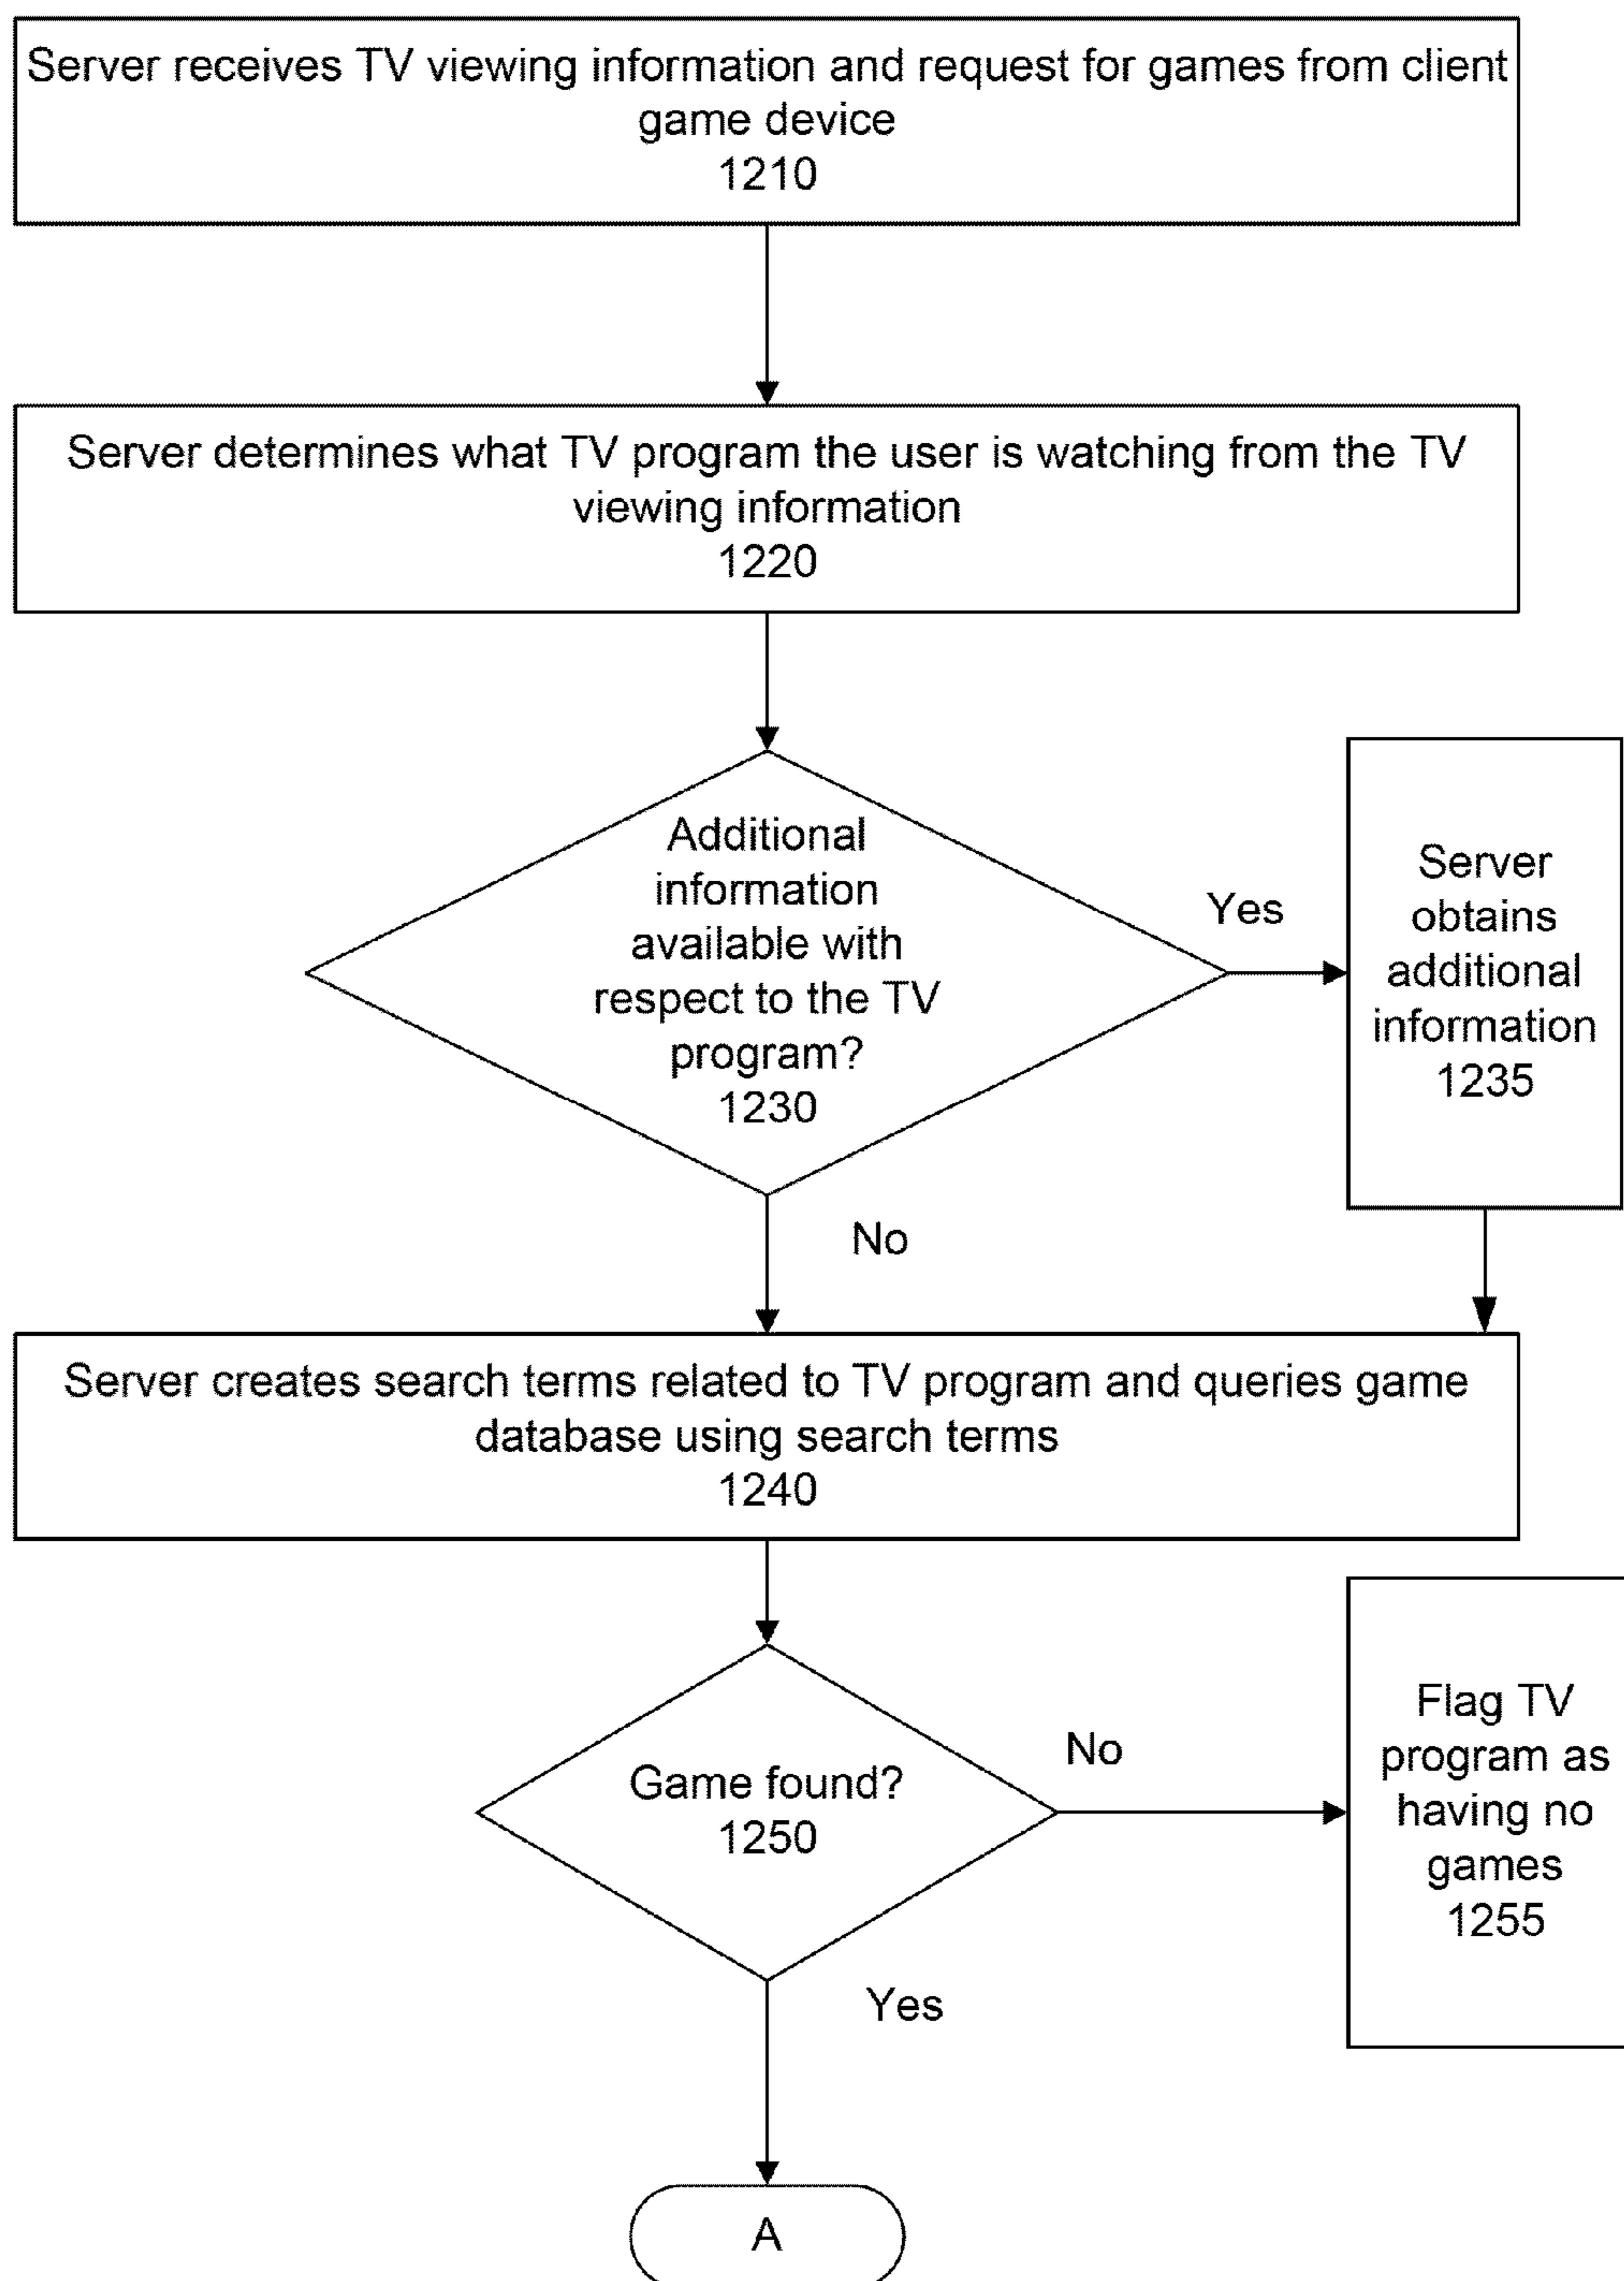 Server receives TV viewing information and request for games from client
game device
1210
Server determines what TV program the user is watching from the TV
viewing information
1220
Additional
information
available with
respect to the TV
program?
1230
Yes
Server
obtains
additional
information
1235
No
Server creates search terms related to TV program and queries game
database using search terms
1240
Game found?
1250
No
Flag TV
program as
having no
games
1255
Yes
A